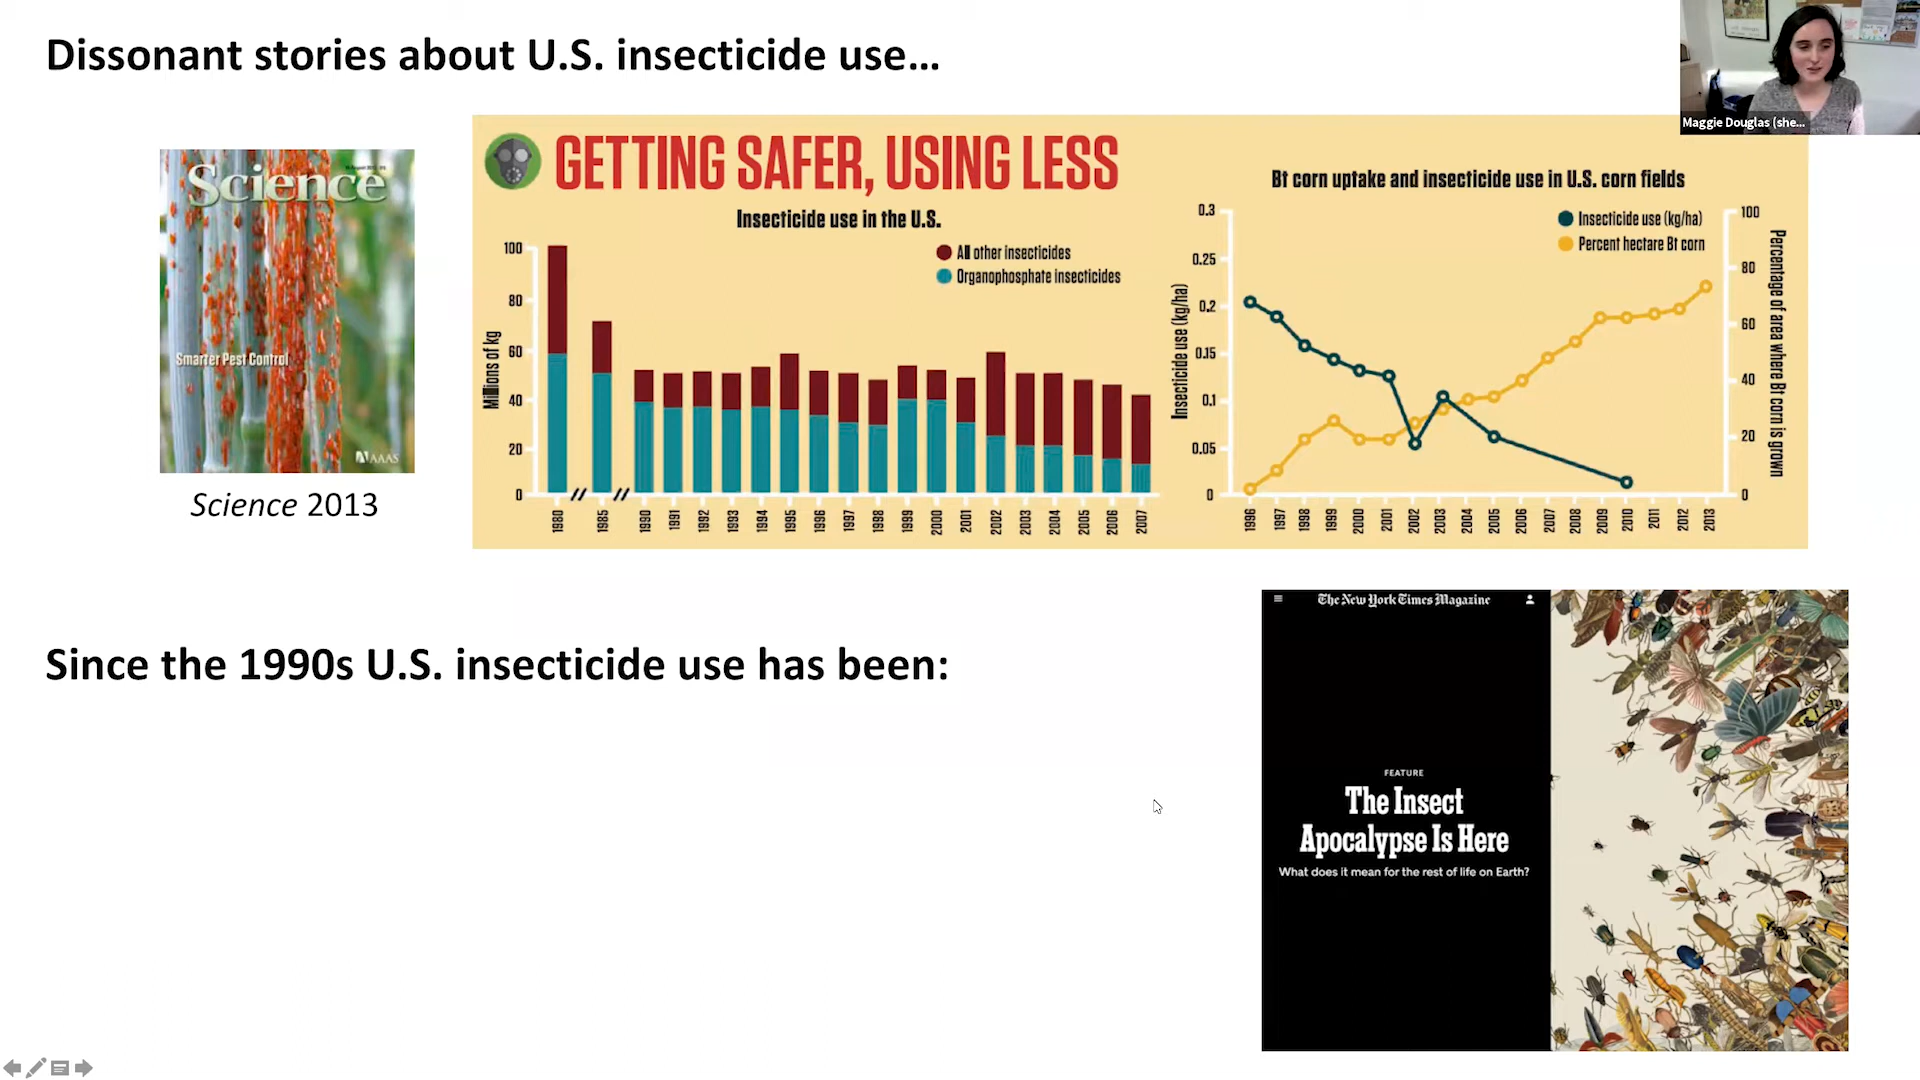 Dissonant stories about U.S. insecticide use...
Maggie Douglas (she...
Science
Smarter Pest Control
AAAS
Science 2013
GETTING SAFER, USING LESS
Insecticide use in the U.S.
All other insecticides
Organophosphate insecticides
Millions of kg
100
80
60
40
20
0
1980
1985
1990
1991
1982
1993
1994
1995
1996
1997
1998
1999
2000
2001
2002
2003
2004
2005
2006
2007
Bt corn uptake and insecticide use in U.S. corn fields
Insecticide use (kg/ha)
Percent hectare Bt corn
Insecticide use (kg/ha)
0.3
0.25
0.2
0.15
0.1
0.05
0
100
80
60
40
20
0
Percentage of area where Bt corn is grown
1996
1997
1998
1999
2000
2001
2002
2003
2004
2005
2006
2007
2008
2009
2010
2011
2012
2013
Since the 1990s U.S. insecticide use has been:
The New York Times Magazine
FEATURE
The Insect
Apocalypse Is Here
What does it mean for the rest of life on Earth?